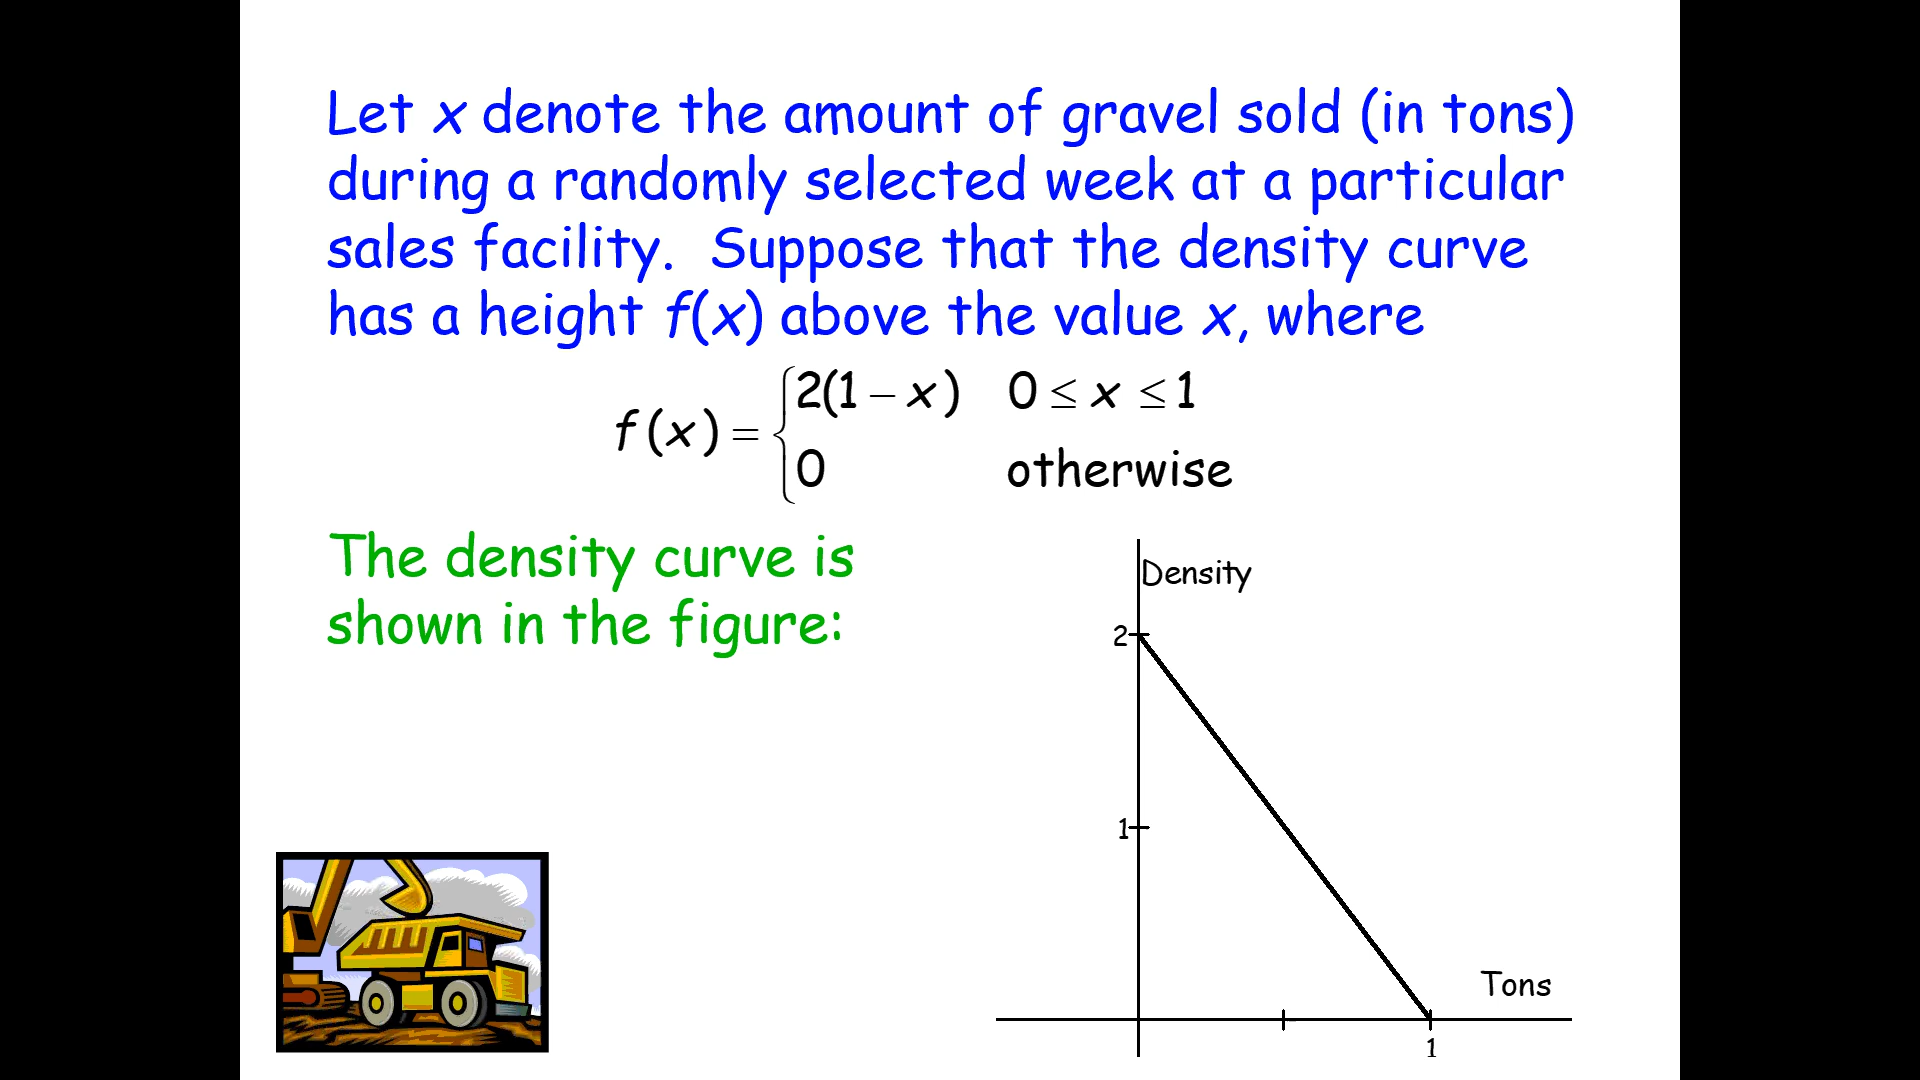 Let x denote the amount of gravel sold (in tons)
during a randomly selected week at a particular
sales facility.  Suppose that the density curve
has a height f(x) above the value x, where
f(x) = { 2(1 − x)   0 ≤ x ≤ 1
0   otherwise
The density curve is
shown in the figure:
Density
2
1
Tons
1